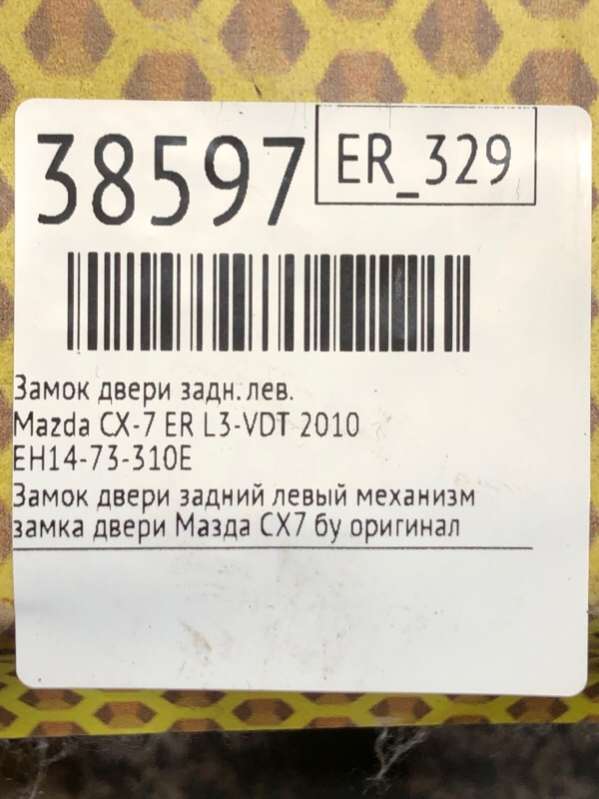 38597
ER_329
Замок двери задн. лев.
Mazda CX-7 ER L3-VDT 2010
EH14-73-310E
Замок двери задний левый механизм
замка двери Мазда СХ7 бу оригинал